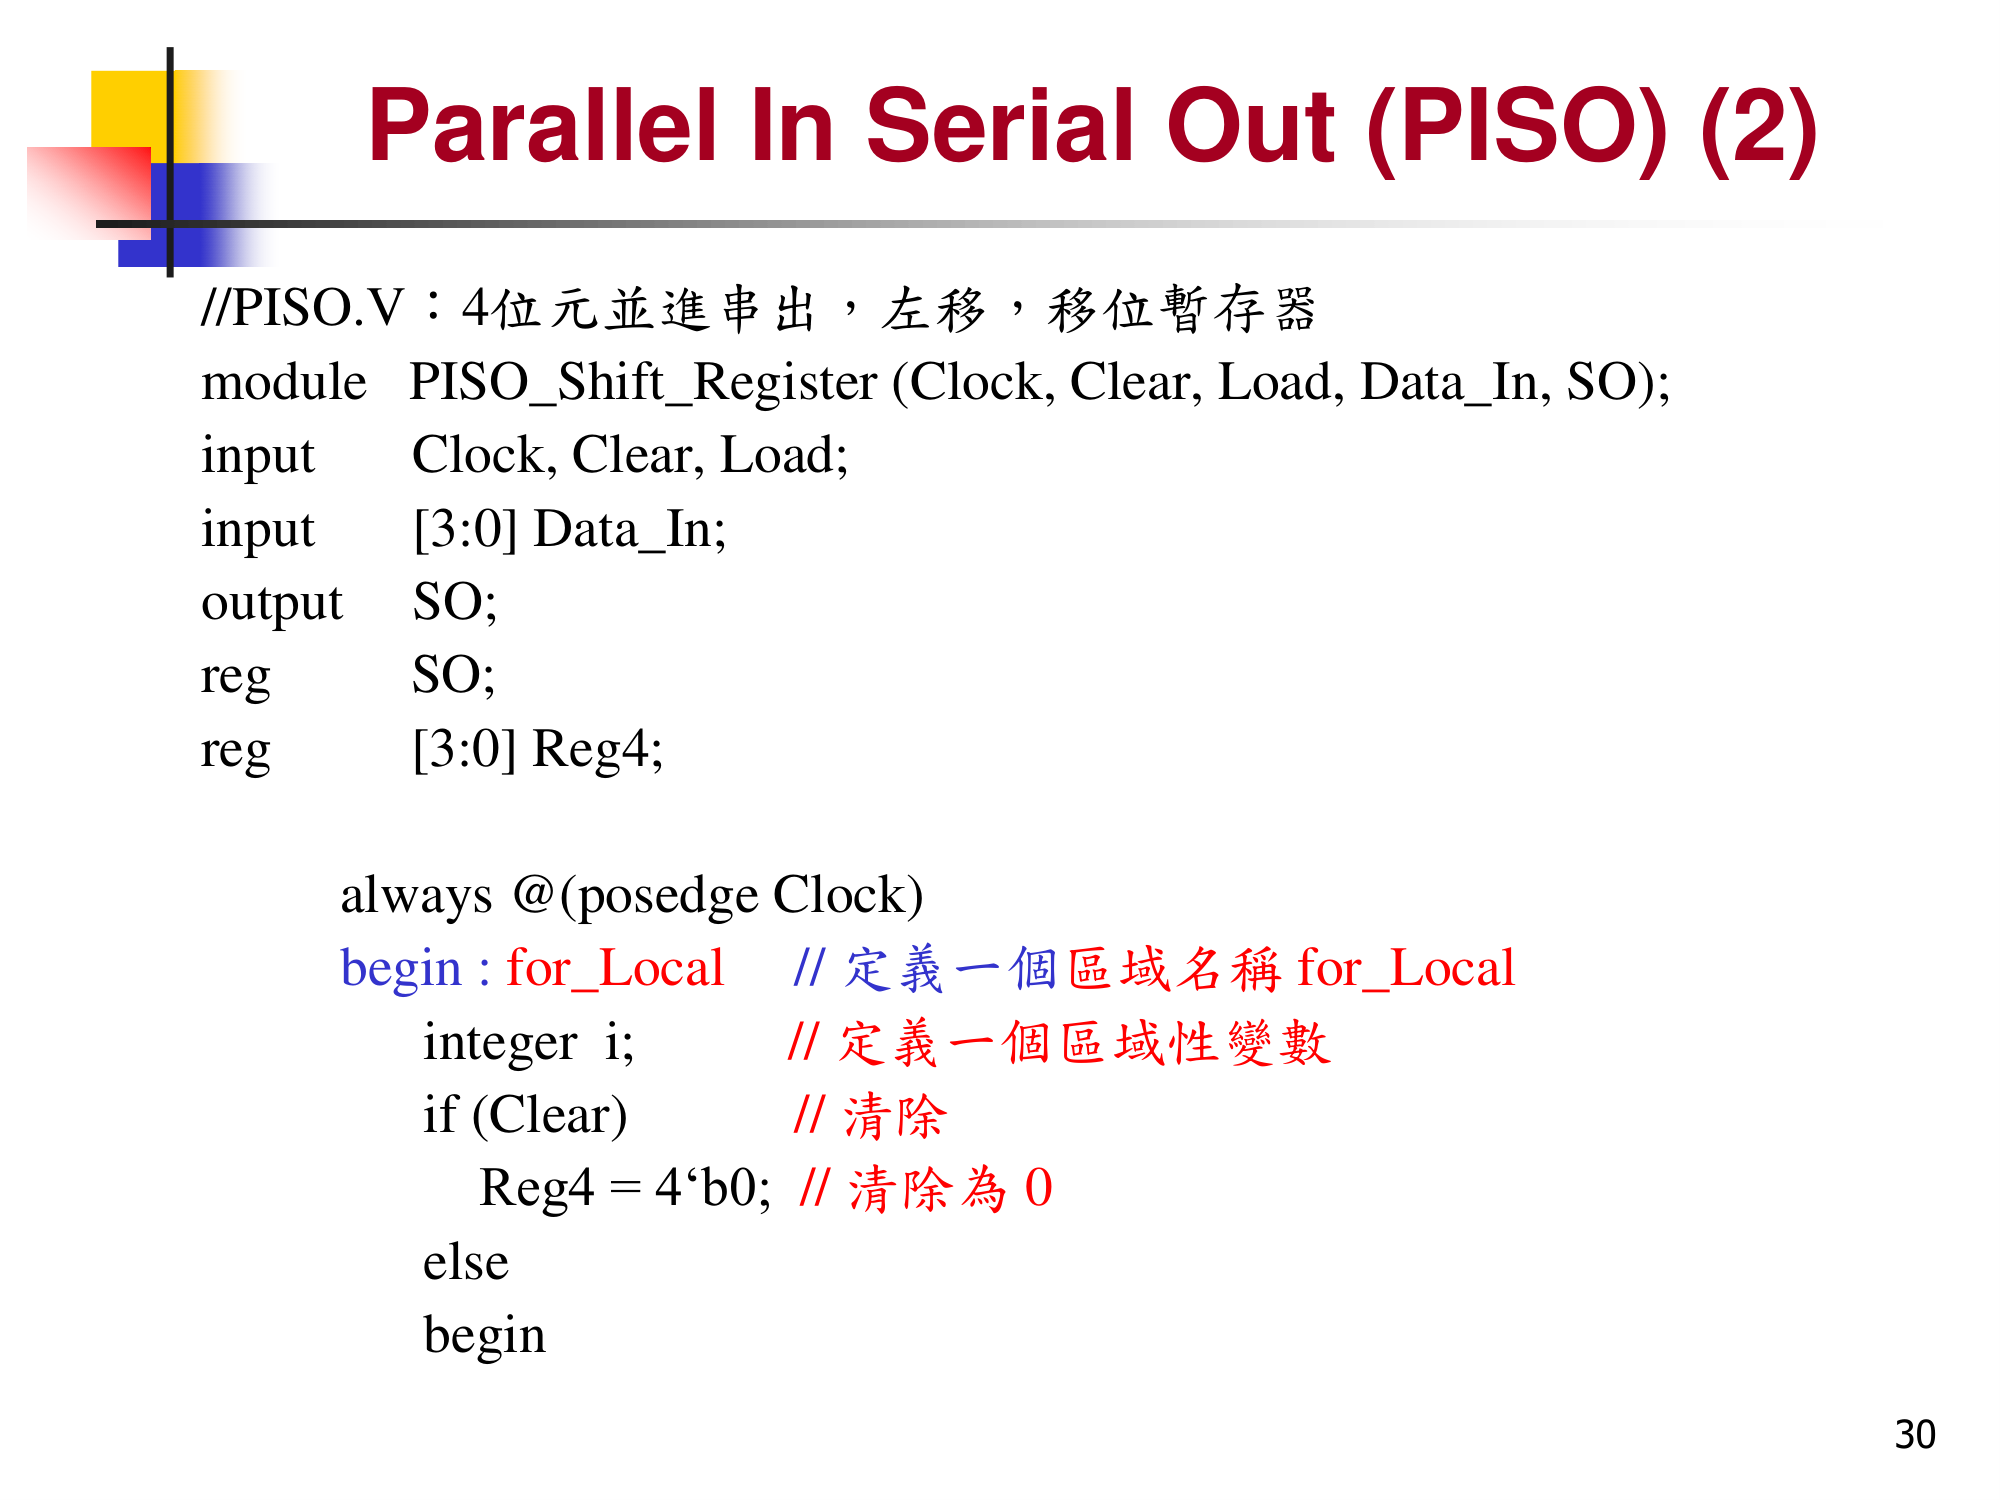 Parallel In Serial Out (PISO) (2)
//PISO.V：4位元並進串出，左移，移位暫存器
module PISO_Shift_Register (Clock, Clear, Load, Data_In, SO);
input Clock, Clear, Load;
input [3:0] Data_In;
output SO;
reg SO;
reg [3:0] Reg4;
always @(posedge Clock)
begin : for_Local // 定義一個區域名稱 for_Local
integer i; // 定義一個區域性變數
if (Clear) // 清除
Reg4 = 4‘b0; // 清除為 0
else
begin
30